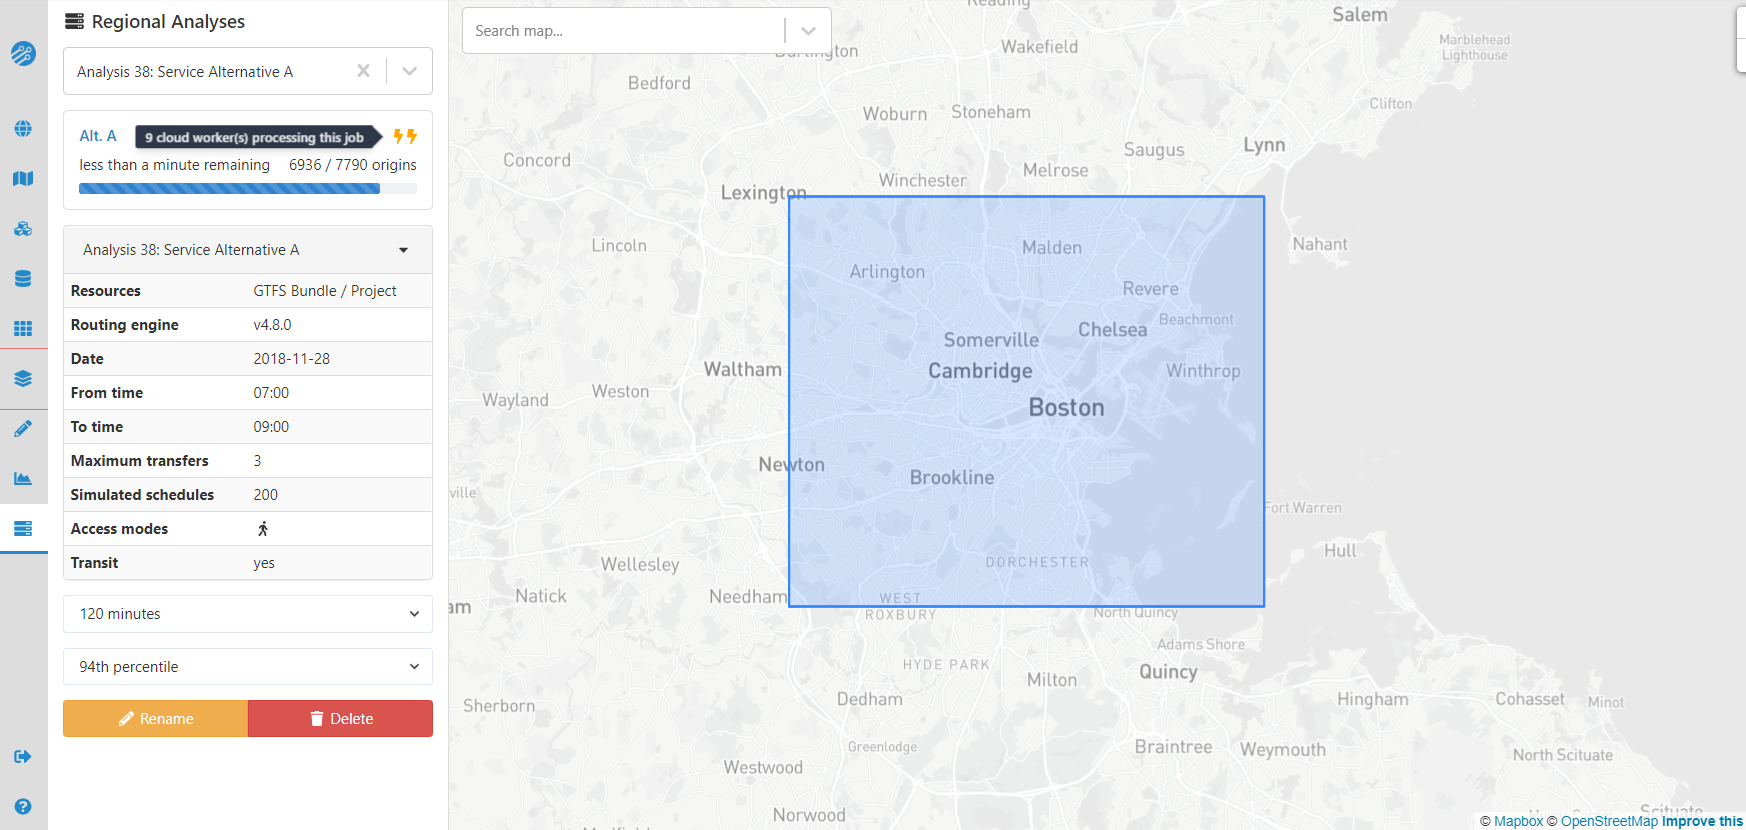 Regional Analyses
Analysis 38: Service Alternative A
Alt. A
9 cloud worker(s) processing this job
less than a minute remaining 6936 / 7790 origins
Analysis 38: Service Alternative A
Resources GTFS Bundle / Project
Routing engine v4.8.0
Date 2018-11-28
From time 07:00
To time 09:00
Maximum transfers 3
Simulated schedules 200
Access modes
Transit yes
120 minutes
94th percentile
Rename Delete
Search map...
Reading
Salem
Burlington
Wakefield
Marblehead
Lighthouse
Bedford
Woburn
Stoneham
Clifton
Lynn
Concord
Saugus
Melrose
Winchester
Lexington
Lincoln
Malden
Nahant
Arlington
Revere
Beachmont
Somerville
Chelsea
Waltham
Cambridge
Winthrop
Weston
Wayland
Boston
Newton
Brookline
ville
Fort Warren
Hull
Wellesley
DORCHESTER
Natick
Needham
WEST
ROXBURY
am
North Quincy
Adams Shore
HYDE PARK
Quincy
Milton
Dedham
Hingham
Cohasset
Minot
Sherborn
Greenlodge
Braintree
Weymouth
North Scituate
Westwood
Norwood
Scituate
© Mapbox © OpenStreetMap Improve this